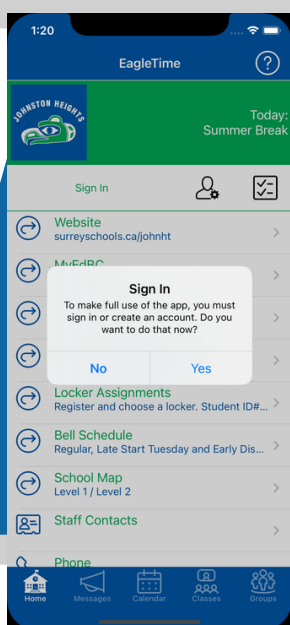 1:20
EagleTime
?
JOHNSTON HEIGHTS
Today:
Summer Break
Sign In
Website
surreyschools.ca/johnht
MyEdBC
Sign In
To make full use of the app, you must
sign in or create an account. Do you
want to do that now?
No
Yes
Locker Assignments
Register and choose a locker. Student ID#...
Bell Schedule
Regular, Late Start Tuesday and Early Dis...
School Map
Level 1 / Level 2
Staff Contacts
Phone
Home
Messages
Calendar
Classes
Groups